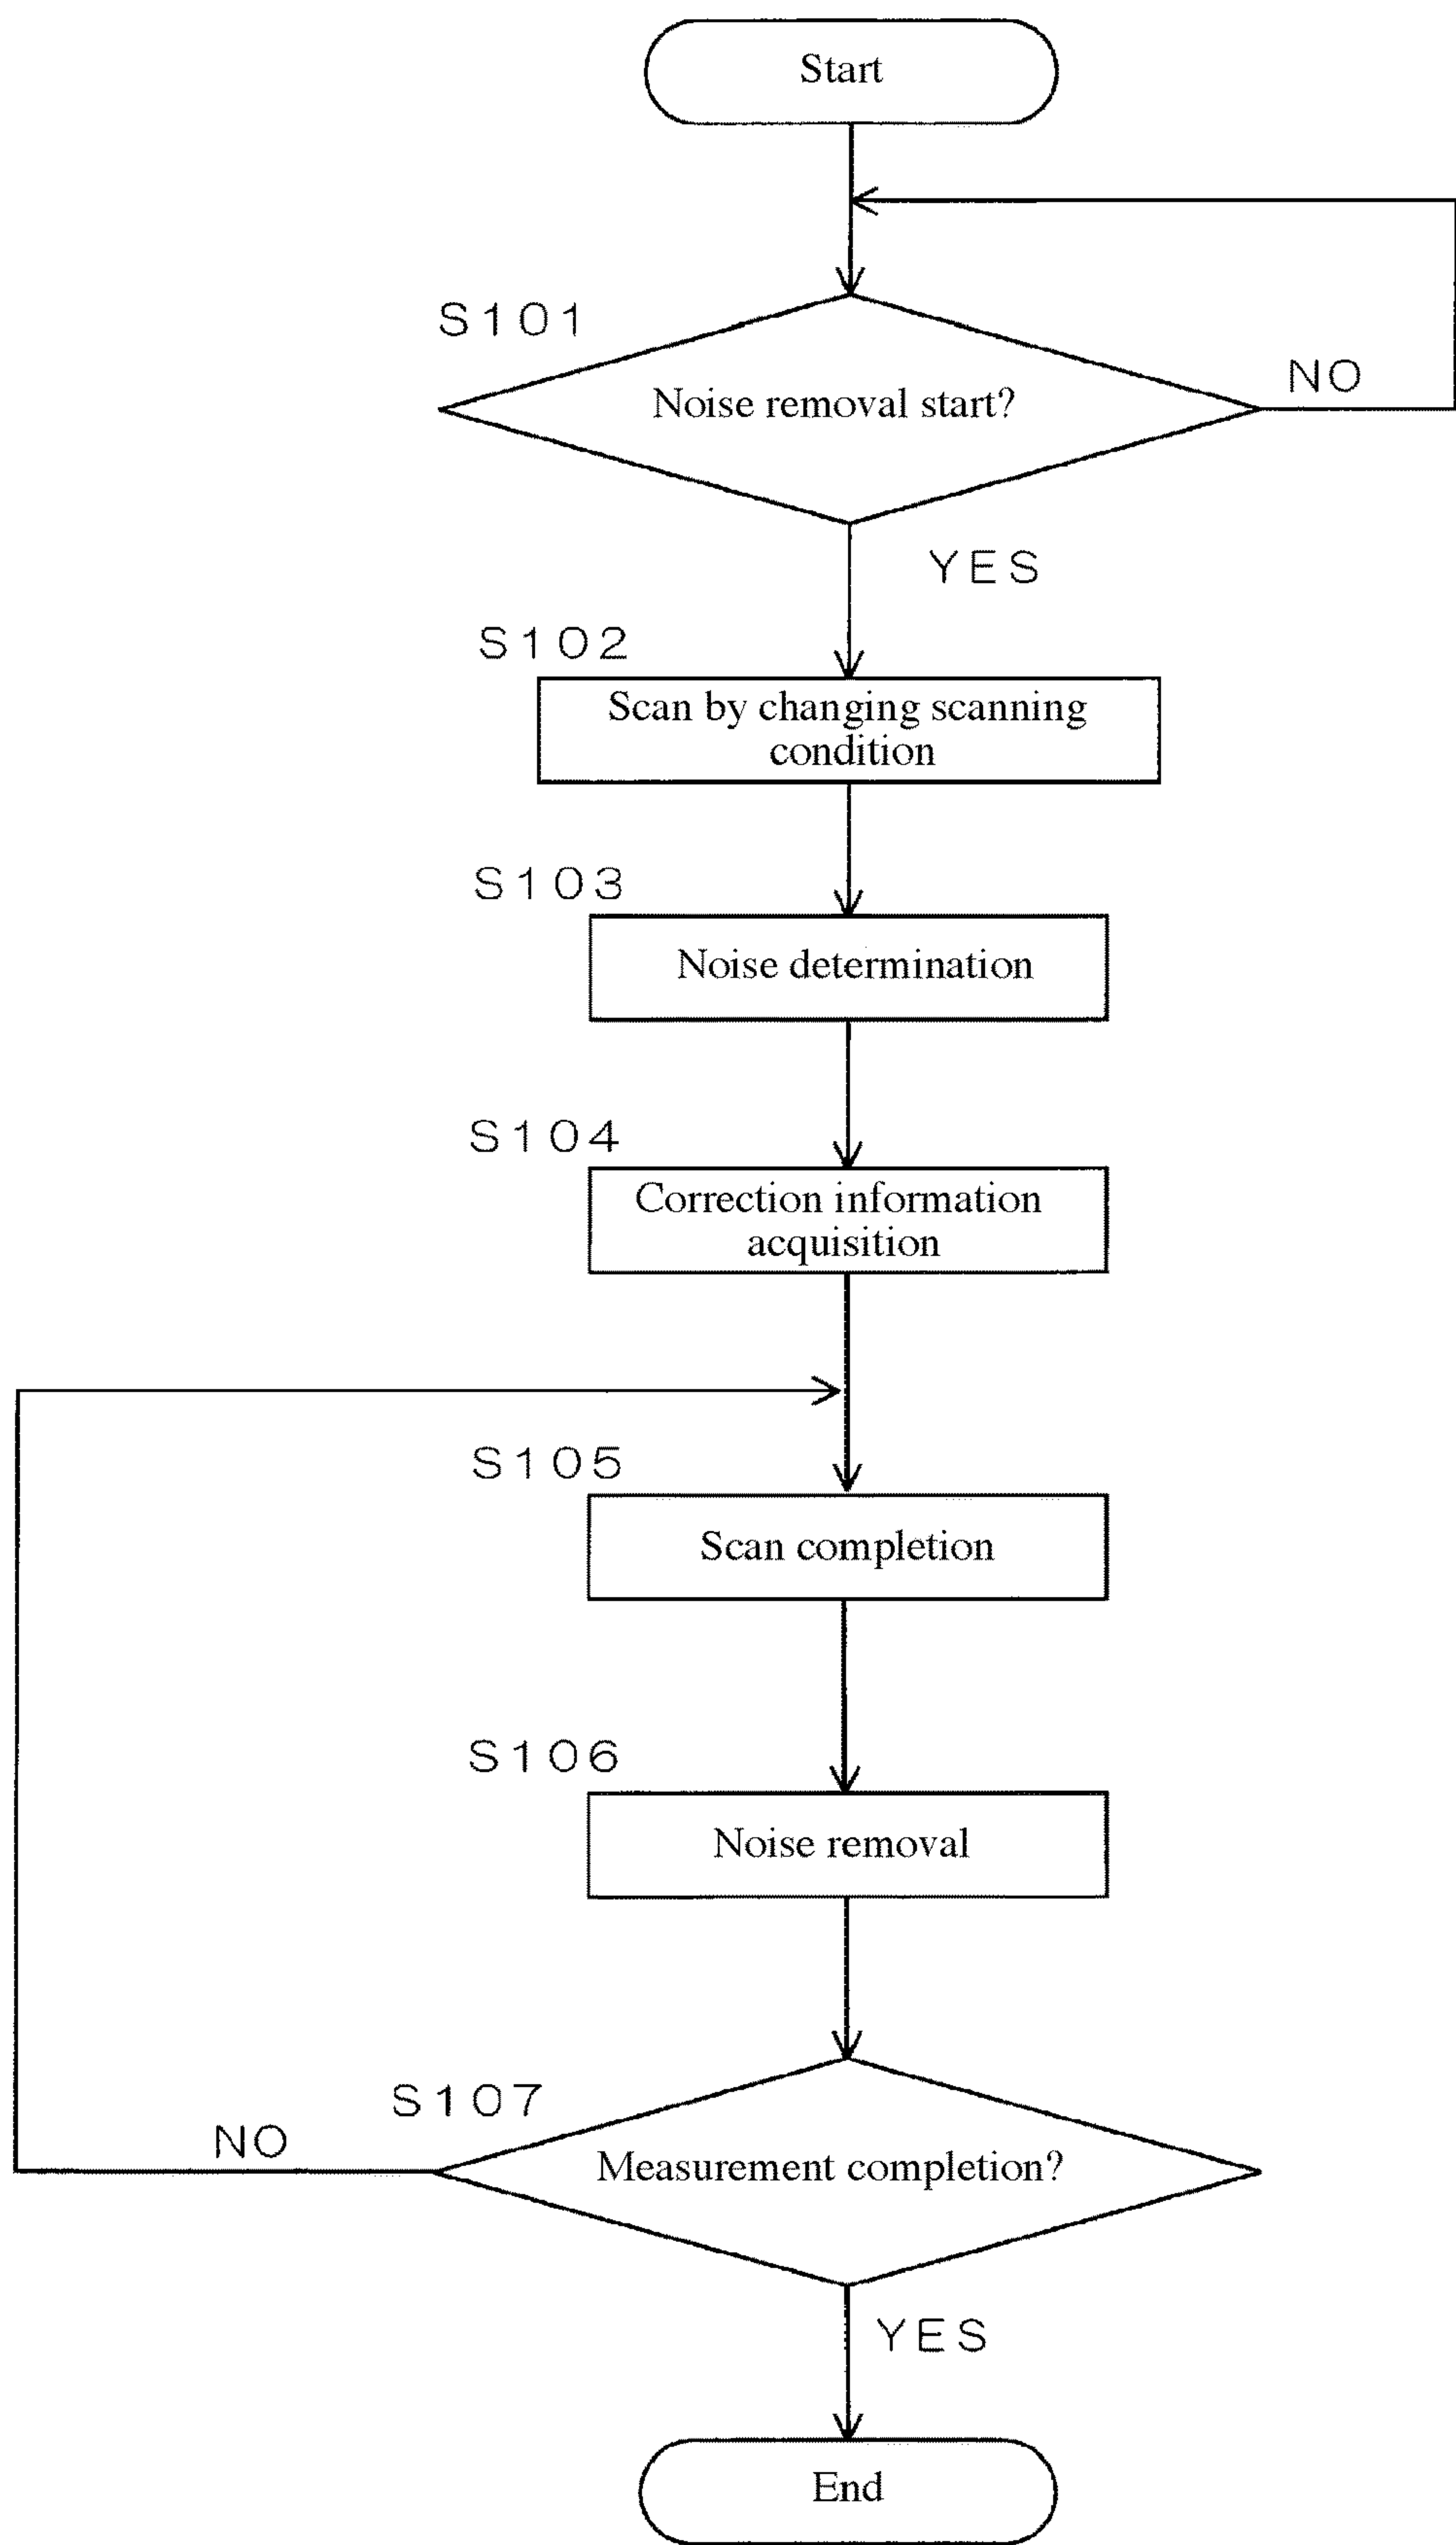 Start
S101
Noise removal start?
NO
YES
S102
Scan by changing scanning
condition
S103
Noise determination
S104
Correction information
acquisition
S105
Scan completion
S106
Noise removal
S107
NO
Measurement completion?
YES
End